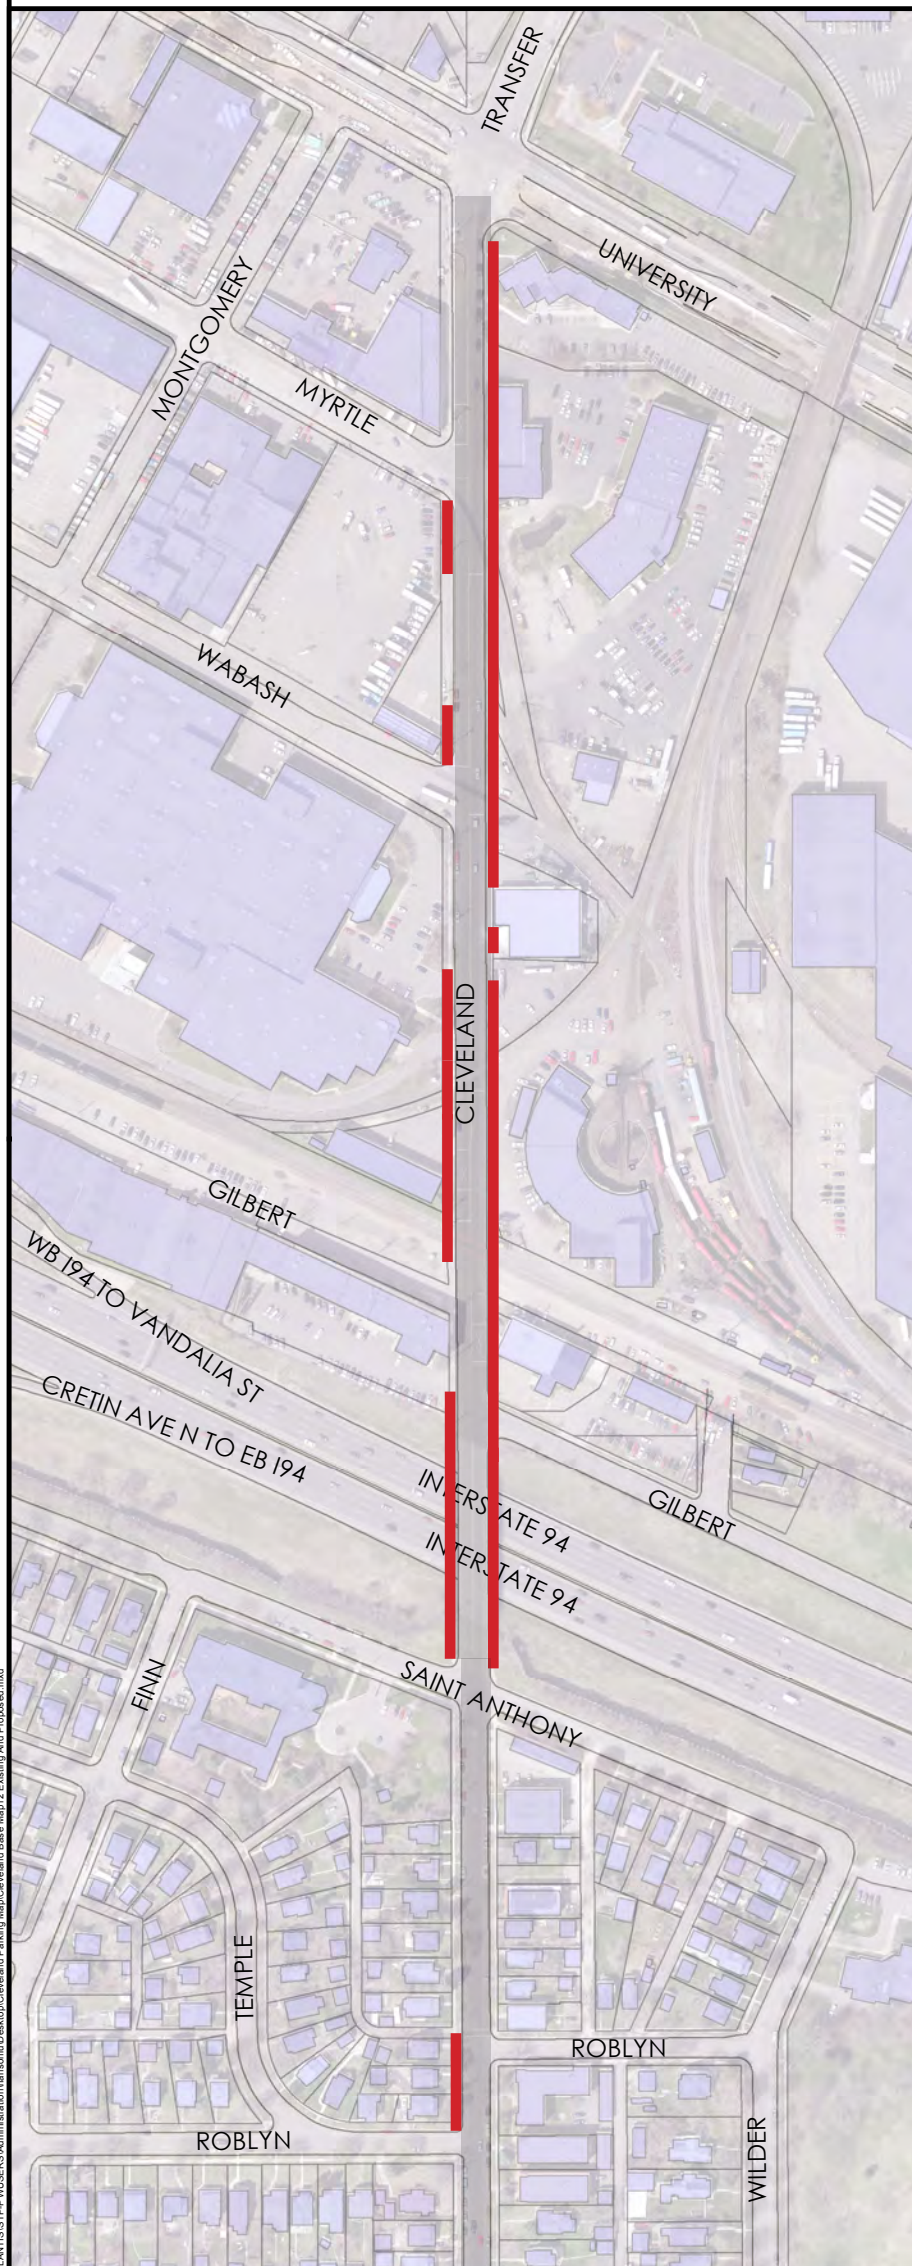 TRANSFER
UNIVERSITY
MONTGOMERY
MYRTLE
WABASH
CLEVELAND
GILBERT
WB I94 TO VANDALIA ST
CRETIN AVE N TO EB I94
INTERSTATE 94
GILBERT
INTERSTATE 94
FINN
SAINT ANTHONY
TEMPLE
ROBLYN
ROBLYN
WILDER